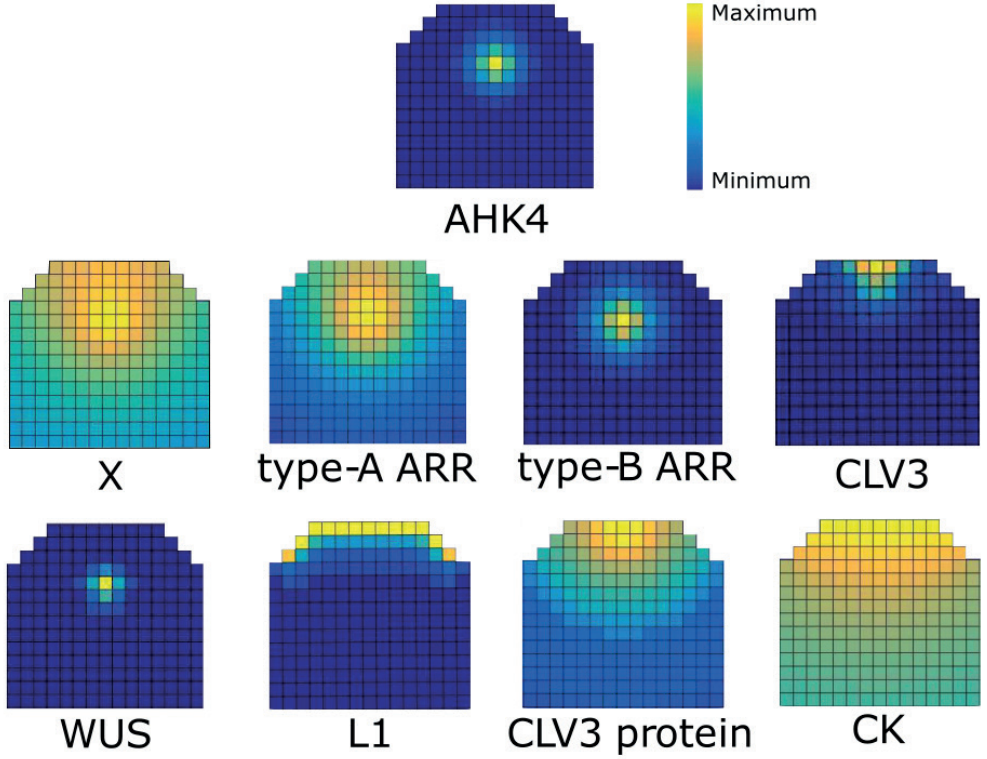 Maximum
Minimum
AHK4
X
type-A ARR
type-B ARR
CLV3
WUS
L1
CLV3 protein
CK